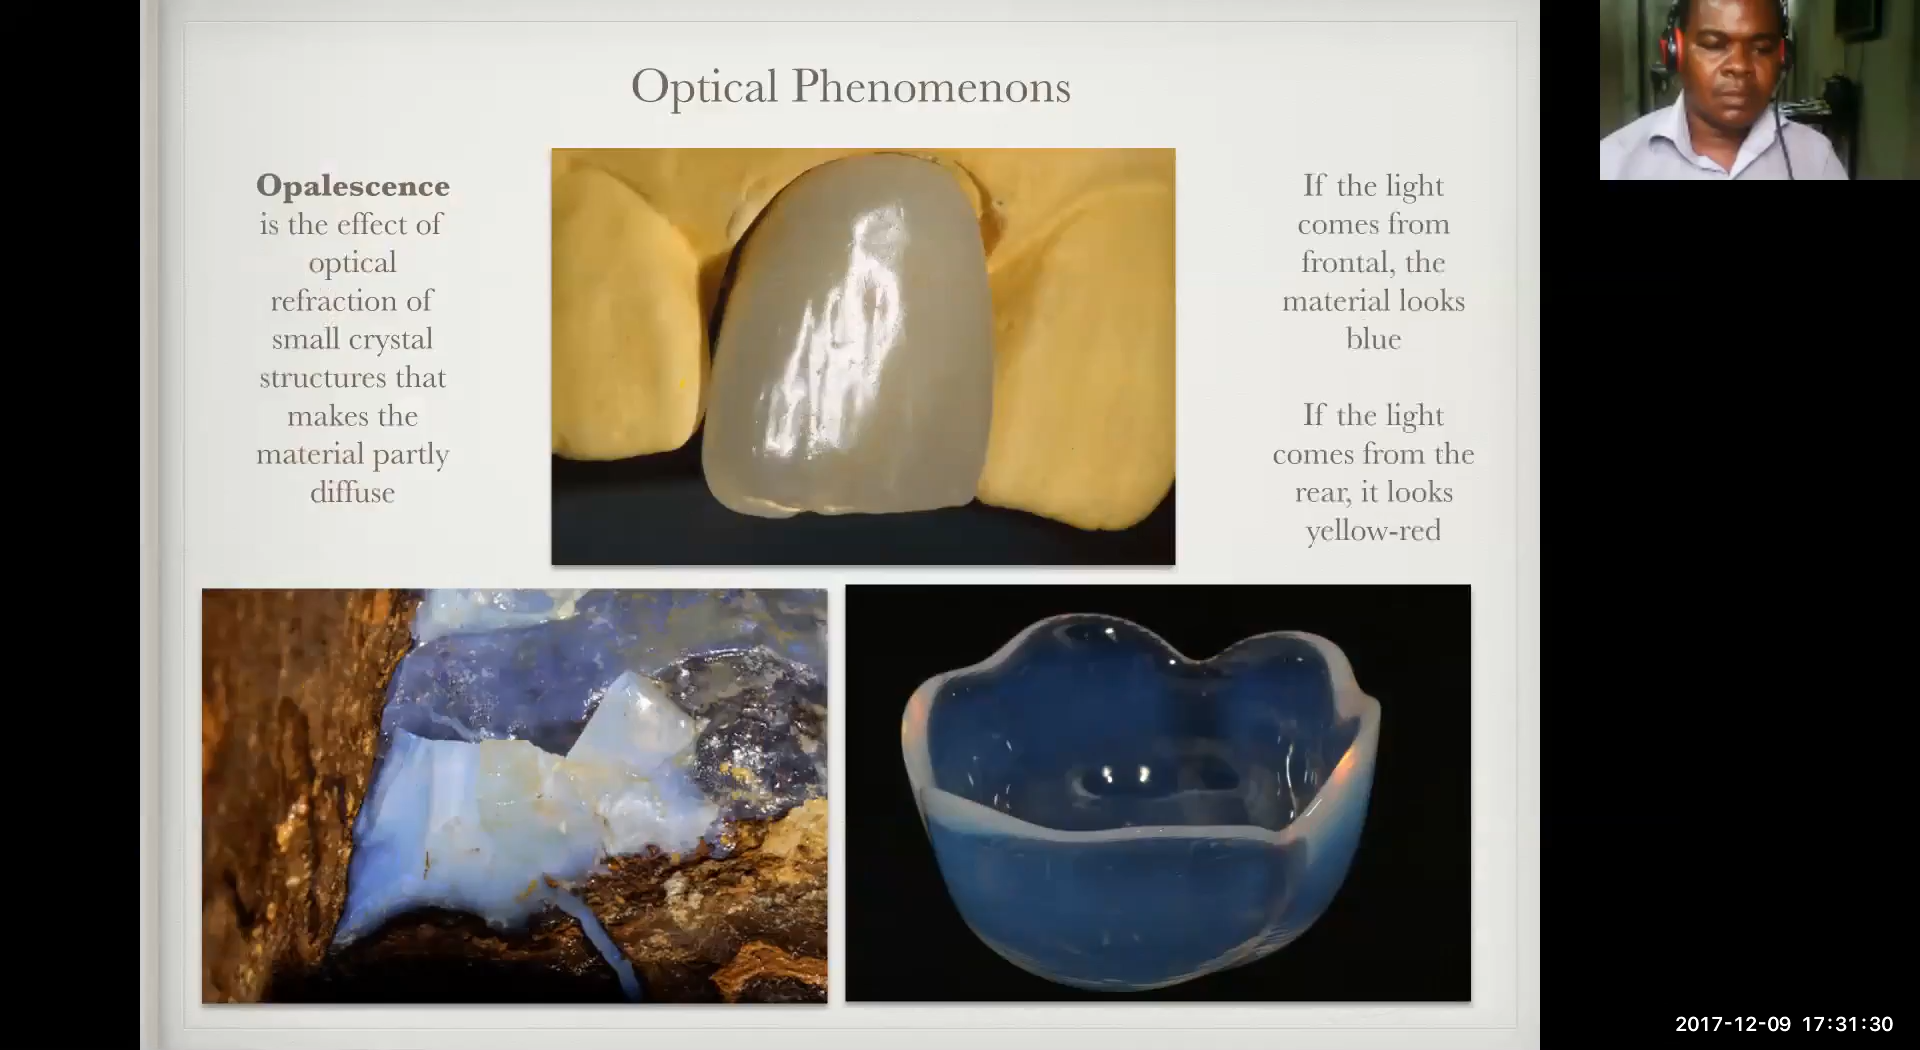 Optical Phenomenons
Opalescence
is the effect of
optical
refraction of
small crystal
structures that
makes the
material partly
diffuse
If the light
comes from
frontal, the
material looks
blue
If the light
comes from the
rear, it looks
yellow-red
2017-12-09 17:31:30